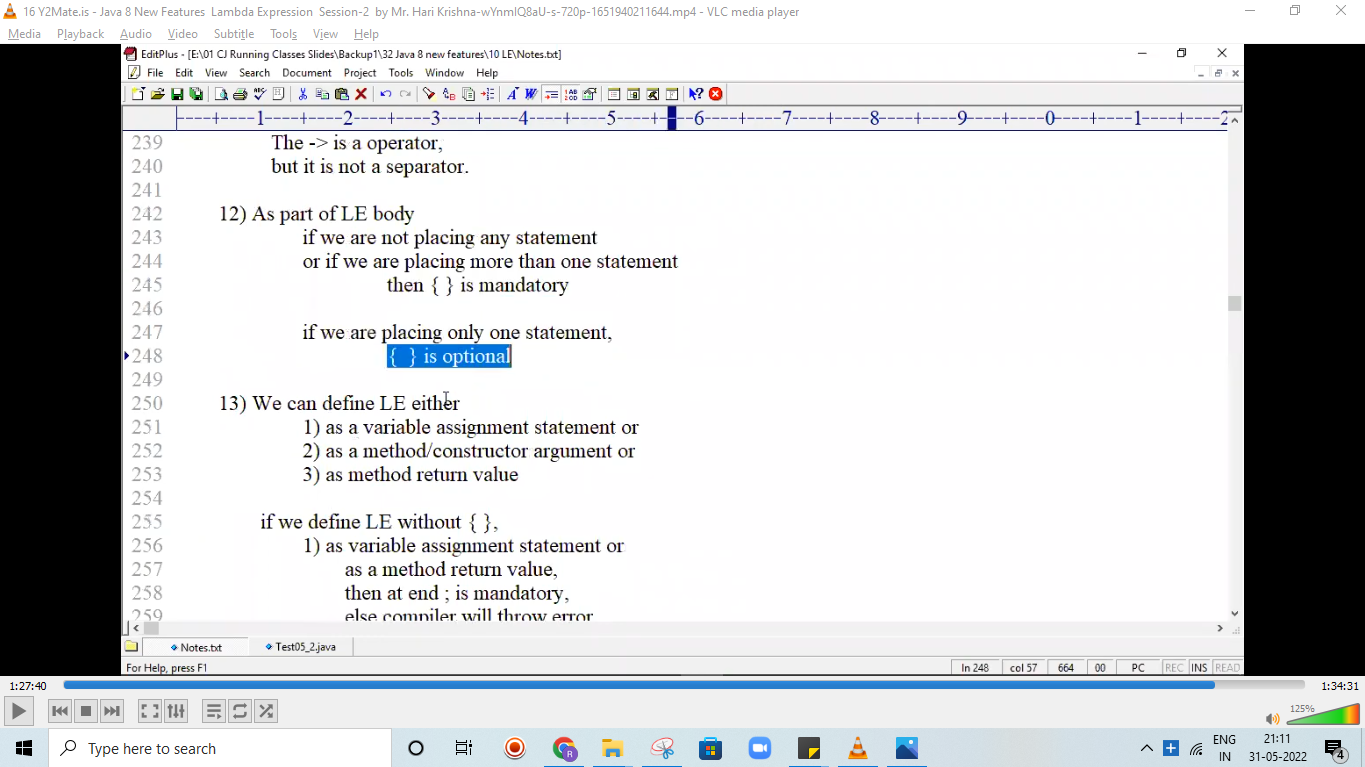 16 Y2Mate.is - Java 8 New Features  Lambda Expression  Session-2  by Mr. Hari Krishna-wYnmIQ8aU-s-720p-1651940211644.mp4 - VLC media player
Media Playback Audio Video Subtitle Tools View Help
EditPlus - [E:\01 CJ Running Classes Slides\Backup1\32 Java 8 new features\10 LE\Notes.txt]
File Edit View Search Document Project Tools Window Help
----+----1----+----2----+----3----+----4----+----5----+----6----+----7----+----8----+----9----+----0----+----1----+----2
239 The -> is a operator,
240 but it is not a separator.
241
242 12) As part of LE body
243 if we are not placing any statement
244 or if we are placing more than one statement
245 then { } is mandatory
246
247 if we are placing only one statement,
248 { } is optional
249
250 13) We can define LE either
251 1) as a variable assignment statement or
252 2) as a method/constructor argument or
253 3) as method return value
254
255 if we define LE without { },
256 1) as variable assignment statement or
257 as a method return value,
258 then at end ; is mandatory,
259 else compiler will throw error
Notes.txt Test05_2.java
For Help, press F1 ln 248 col 57 664 00 PC REC INS READ
1:27:40 1:34:31
125%
Type here to search
ENG 21:11
IN 31-05-2022 4